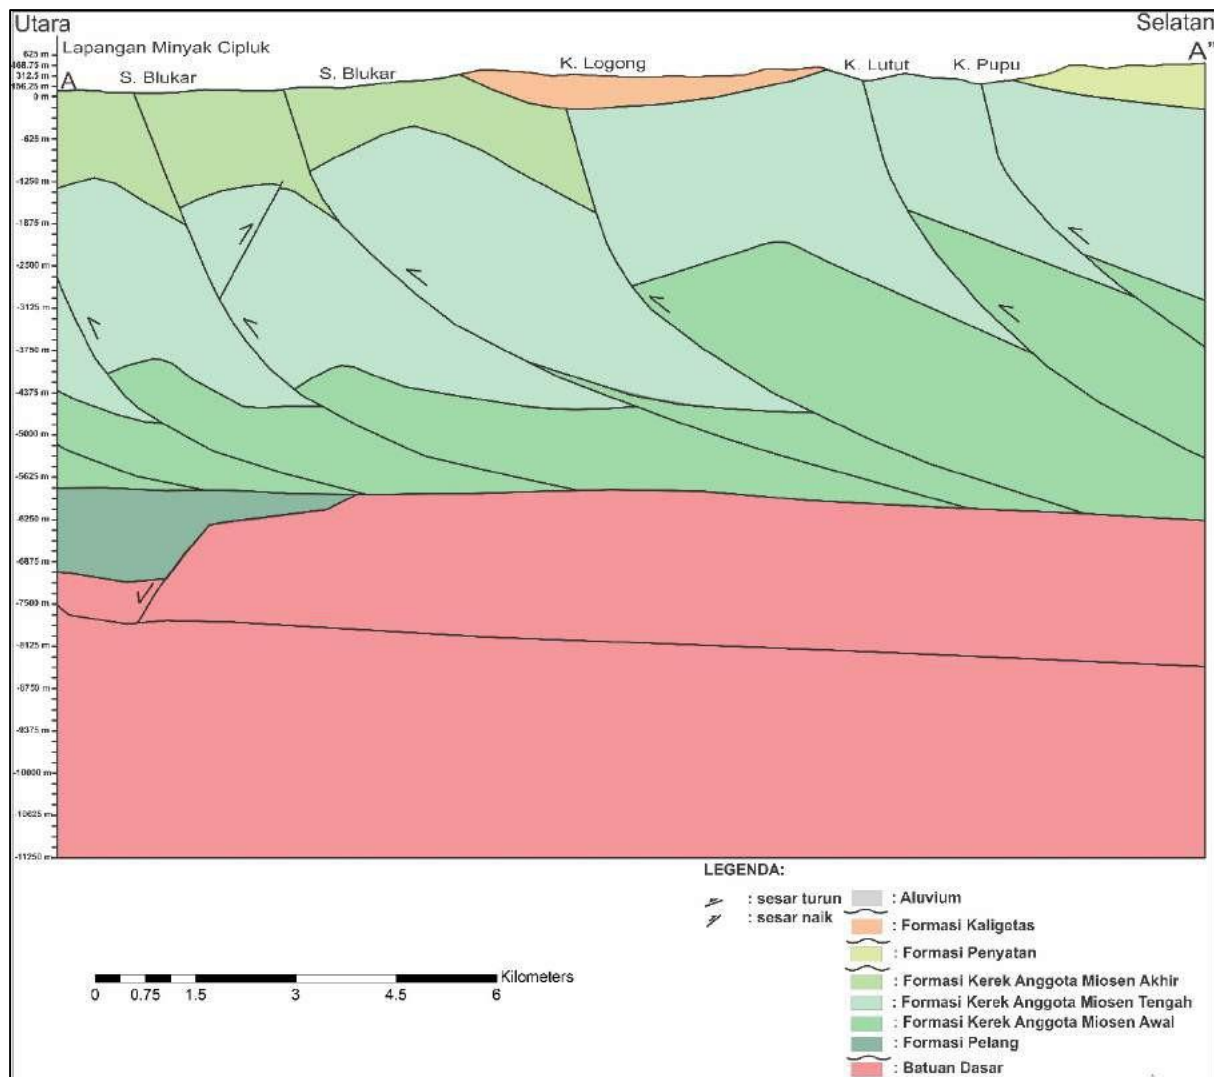 Utara
Selatan
Lapangan Minyak Cipluk
A
A"
S. Blukar
S. Blukar
K. Logong
K. Lutut
K. Pupu
625 m
468.75 m
312.5 m
156.25 m
0 m
-625 m
-1250 m
-1875 m
-2500 m
-3125 m
-3750 m
-4375 m
-5000 m
-5625 m
-6250 m
-6875 m
-7500 m
-8125 m
-8750 m
-9375 m
-10000 m
-10625 m
-11250 m
LEGENDA:
: sesar turun
: sesar naik
: Aluvium
: Formasi Kaligetas
: Formasi Penyatan
: Formasi Kerek Anggota Miosen Akhir
: Formasi Kerek Anggota Miosen Tengah
: Formasi Kerek Anggota Miosen Awal
: Formasi Pelang
: Batuan Dasar
Kilometers
0 0.75 1.5 3 4.5 6